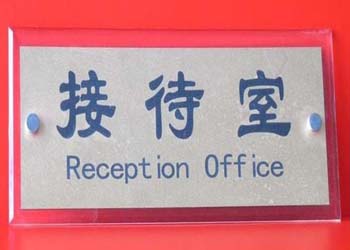 接待室
Reception Office